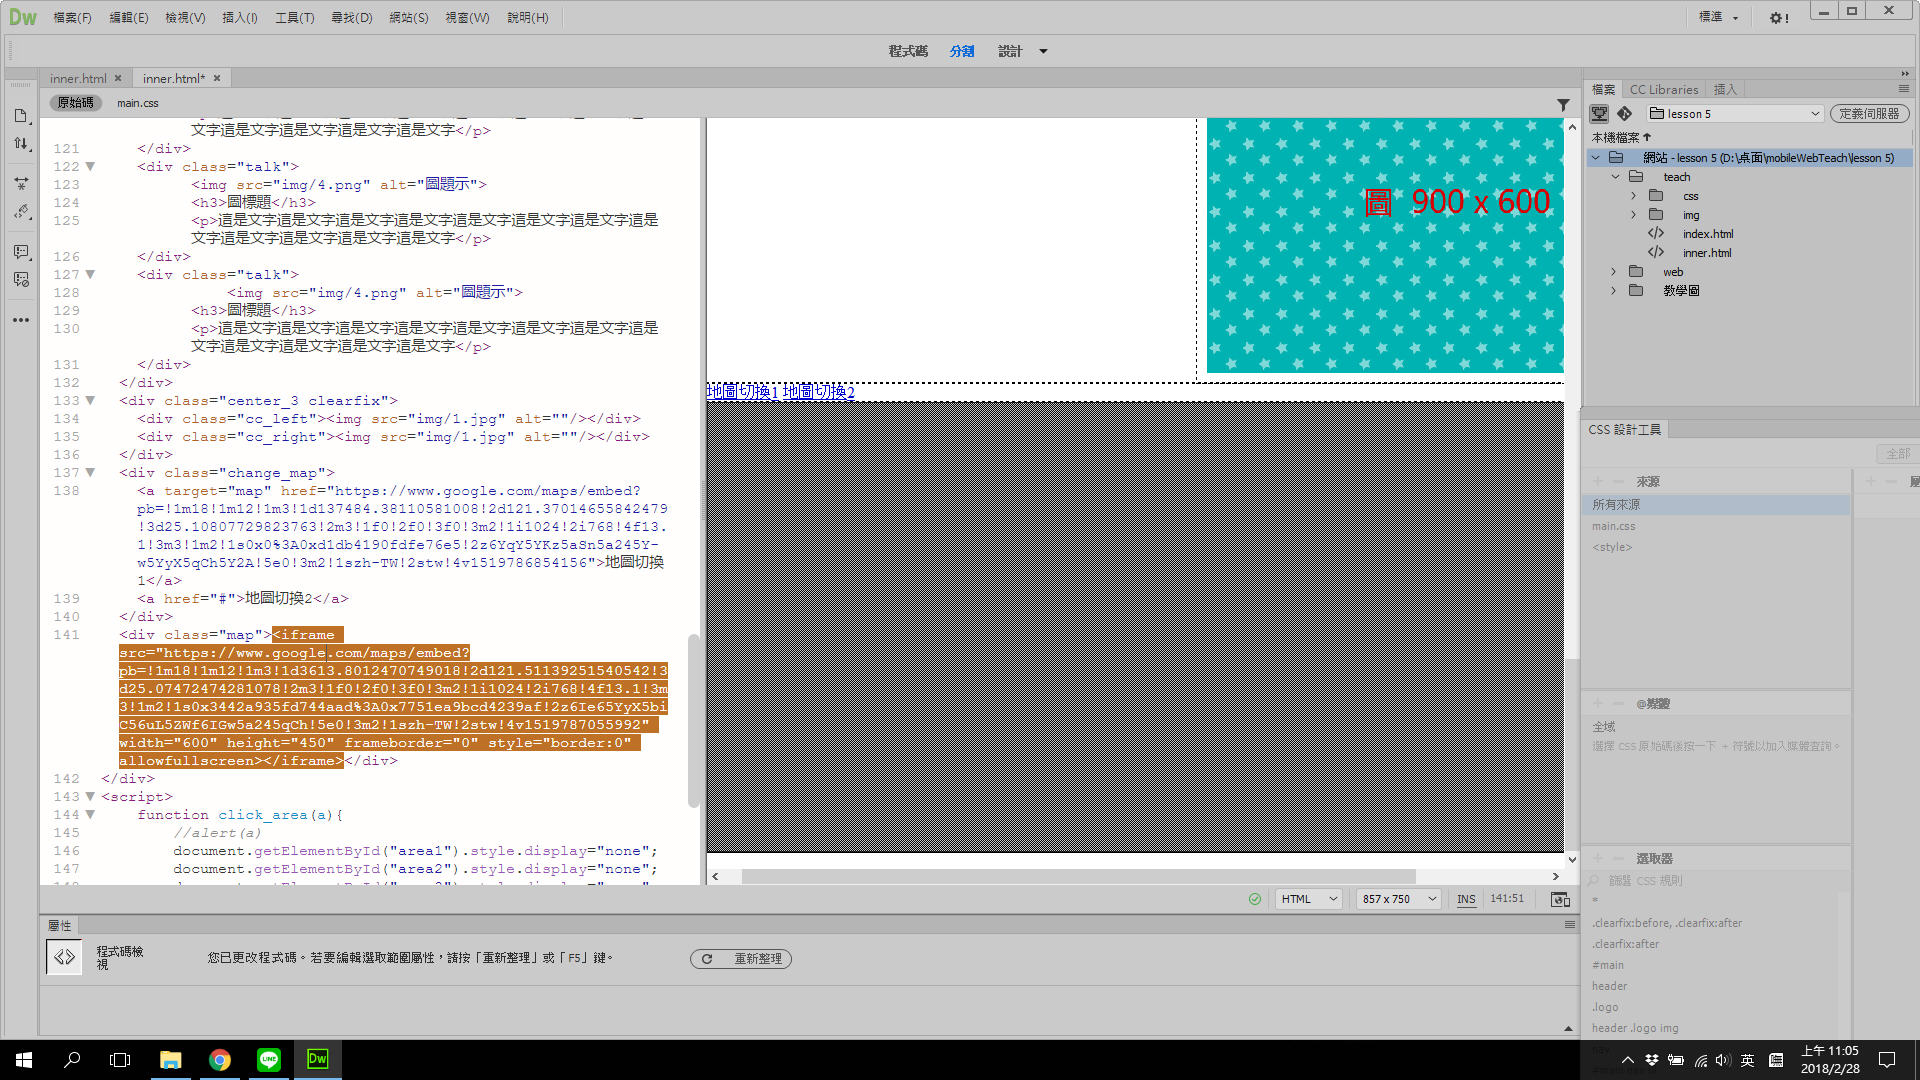 Dw 檔案(F) 編輯(E) 檢視(V) 插入(I) 工具(T) 尋找(D) 網站(S) 視窗(W) 說明(H) 標準
程式碼 分割 設計
inner.html inner.html*
原始碼 main.css
文字這是文字這是文字這是文字這是文字</p>
121 </div>
122 <div class="talk">
123 <img src="img/4.png" alt="圖題示">
124 <h3>圖標題</h3>
125 <p>這是文字這是文字這是文字這是文字這是文字這是文字這是文字這是
文字這是文字這是文字這是文字這是文字</p>
126 </div>
127 <div class="talk">
128 <img src="img/4.png" alt="圖題示">
129 <h3>圖標題</h3>
130 <p>這是文字這是文字這是文字這是文字這是文字這是文字這是文字這是
文字這是文字這是文字這是文字這是文字</p>
131 </div>
132 </div>
133 <div class="center_3 clearfix">
134 <div class="cc_left"><img src="img/1.jpg" alt=""/></div>
135 <div class="cc_right"><img src="img/1.jpg" alt=""/></div>
136 </div>
137 <div class="change_map">
138 <a target="map" href="https://www.google.com/maps/embed?
pb=!1m18!1m12!1m3!1d137484.38110581008!2d121.37014655842479
!3d25.10807729823763!2m3!1f0!2f0!3f0!3m2!1i1024!2i768!4f13.
1!3m3!1m2!1s0x0%3A0xd1db4190fdfe76e5!2z6YqY5YKz5aSn5a245Y-
w5YyX5qCh5Y2A!5e0!3m2!1szh-TW!2stw!4v1519786854156">地圖切換
1</a>
139 <a href="#">地圖切換2</a>
140 </div>
141 <div class="map"><iframe
src="https://www.google.com/maps/embed?
pb=!1m18!1m12!1m3!1d3613.8012470749018!2d121.51139251540542!3
d25.07472474281078!2m3!1f0!2f0!3f0!3m2!1i1024!2i768!4f13.1!3m
3!1m2!1s0x3442a935fd744aad%3A0x7751ea9bcd4239af!2z6Ie65YyX5bi
C56uL5ZWf6IGw5a245qCh!5e0!3m2!1szh-TW!2stw!4v1519787055992"
width="600" height="450" frameborder="0" style="border:0"
allowfullscreen></iframe></div>
142 </div>
143 <script>
144 function click_area(a){
145 //alert(a)
146 document.getElementById("area1").style.display="none";
147 document.getElementById("area2").style.display="none";
圖 900 x 600
地圖切換1 地圖切換2
HTML 857 x 750 INS 141:51
屬性
程式碼檢
視
您已更改程式碼。若要編輯選取範圍屬性，請按「重新整理」或「F5」鍵。 重新整理
檔案 CC Libraries 插入
lesson 5 定義伺服器
本機檔案
網站 - lesson 5 (D:\桌面\mobileWebTeach\lesson 5)
teach
css
img
index.html
inner.html
web
教學圖
CSS 設計工具
全部
來源
所有來源
main.css
<style>
@媒體
全域
選擇 CSS 原始碼後按一下 + 符號以加入媒體查詢。
選取器
篩選 CSS 規則
*
.clearfix:before, .clearfix:after
.clearfix:after
#main
header
.logo
header .logo img
Dw 英
上午 11:05
2018/2/28